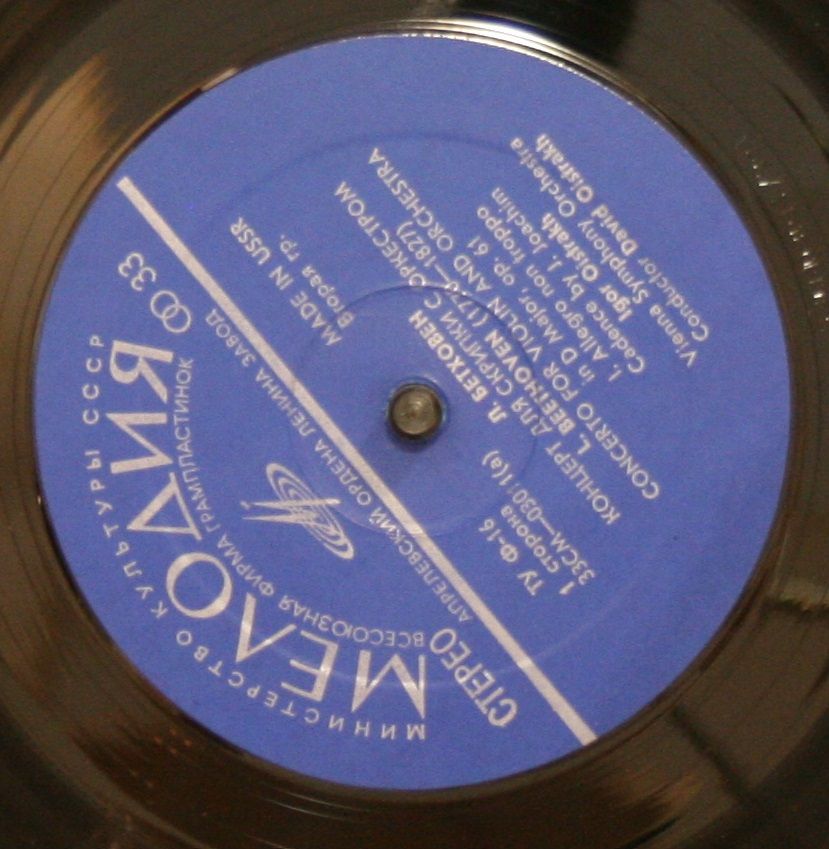 МИНИСТЕРСТВО КУЛЬТУРЫ СССР
МЕЛОДИЯ
ВСЕСОЮЗНАЯ ФИРМА ГРАМПЛАСТИНОК
СТЕРЕО
33
АПРЕЛЕВСКИЙ ОРДЕНА ЛЕНИНА ЗАВОД
MADE IN USSR
ТУ Ф-16
Вторая гр.
1 сторона
33СМ—03011(а)
Л. БЕТХОВЕН
КОНЦЕРТ ДЛЯ СКРИПКИ С ОРКЕСТРОМ
L. BEETHOVEN (1770—1827)
CONCERTO FOR VIOLIN AND ORCHESTRA
in D Major, op. 61
I. Allegro non troppo
Cadence by J. Joachim
Igor Oistrakh
Vienna Symphony Orchestra
Conductor David Oistrakh